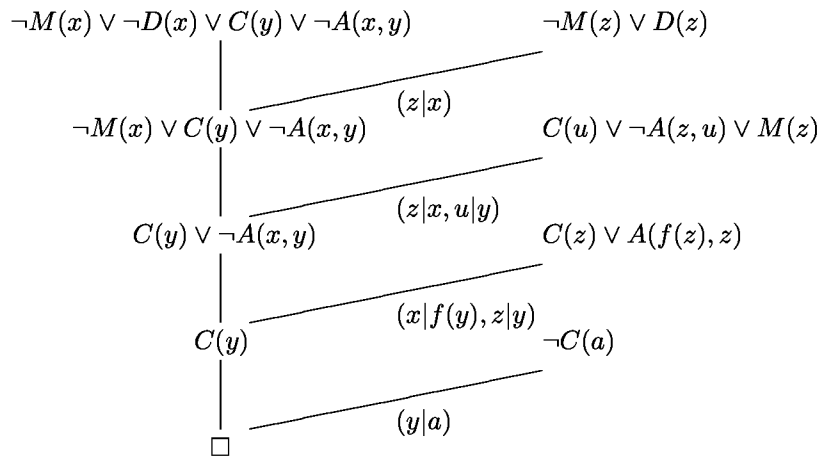 ¬M(x) ∨ ¬D(x) ∨ C(y) ∨ ¬A(x, y) ¬M(z) ∨ D(z)
(z|x)
¬M(x) ∨ C(y) ∨ ¬A(x, y) C(u) ∨ ¬A(z, u) ∨ M(z)
(z|x, u|y)
C(y) ∨ ¬A(x, y) C(z) ∨ A(f(z), z)
(x|f(y), z|y)
C(y) ¬C(a)
(y|a)
□